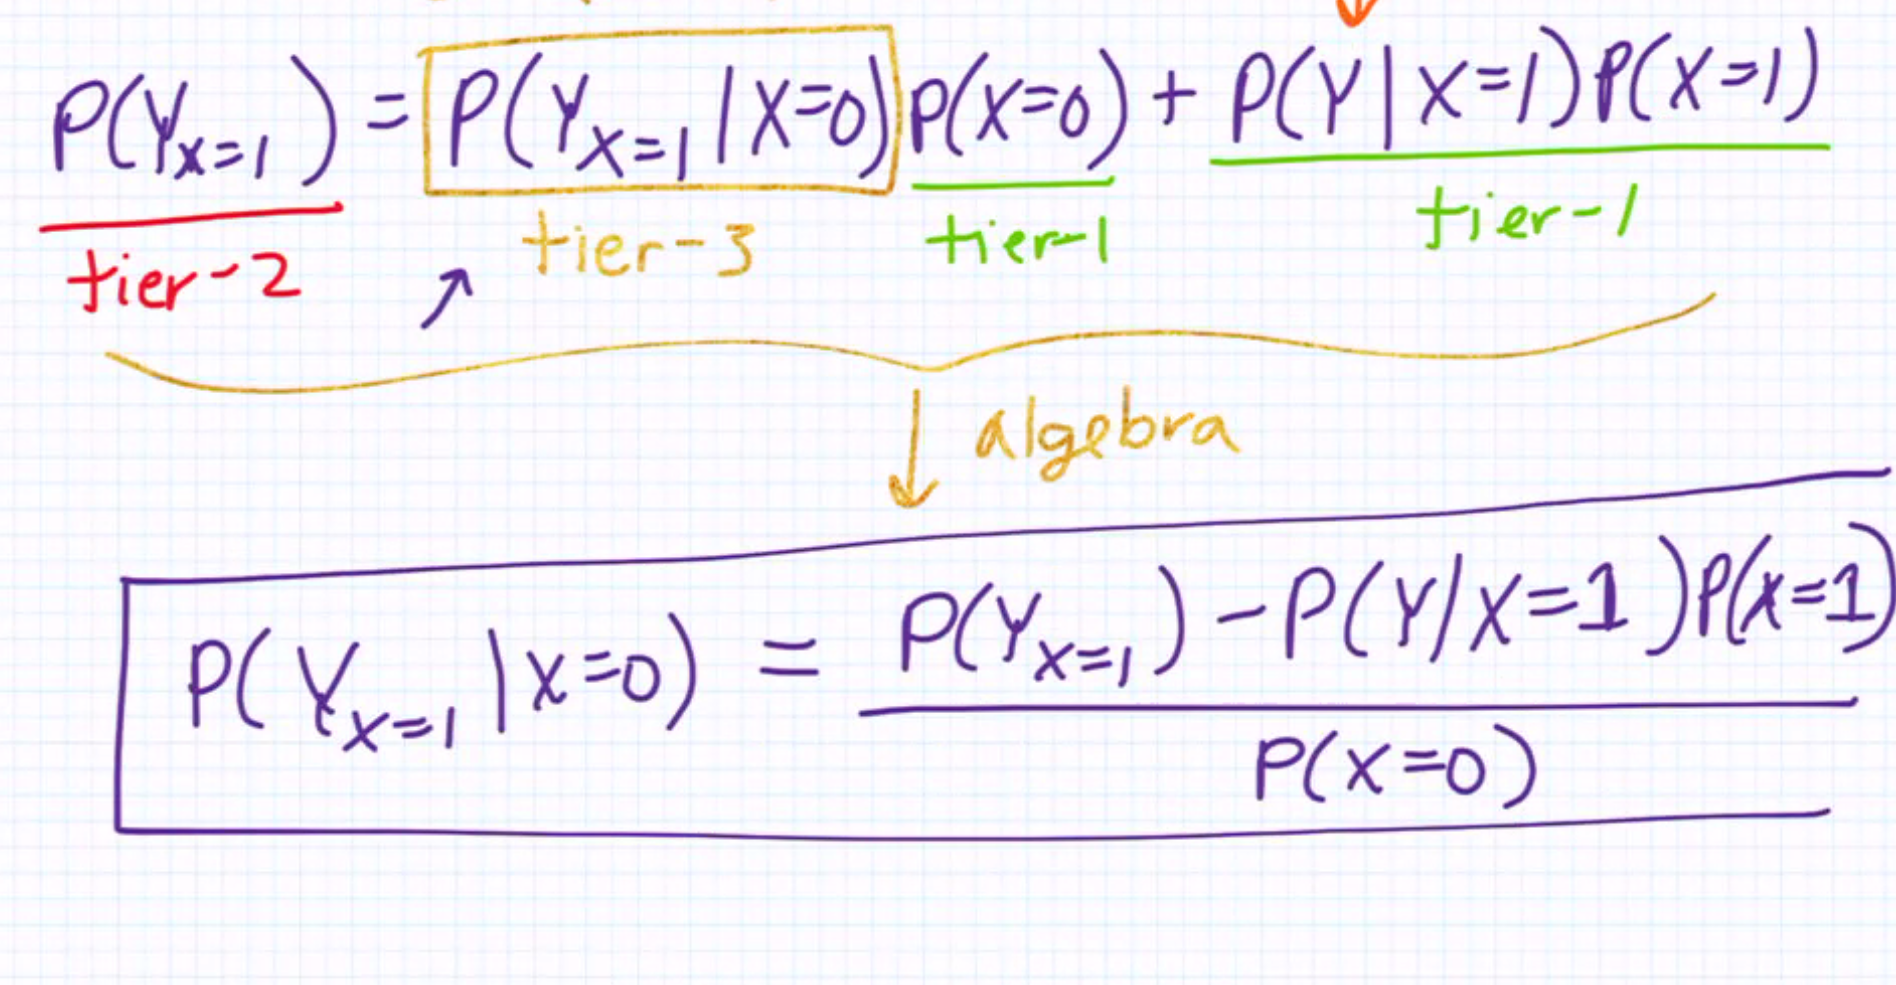 P(Y_{X=1}) = P(Y_{X=1} | X=0) P(X=0) + P(Y | X=1) P(X=1)
tier-2 tier-3 tier-1 tier-1
algebra
P(Y_{X=1} | X=0) = \frac{P(Y_{X=1}) - P(Y | X=1) P(X=1)}{P(X=0)}